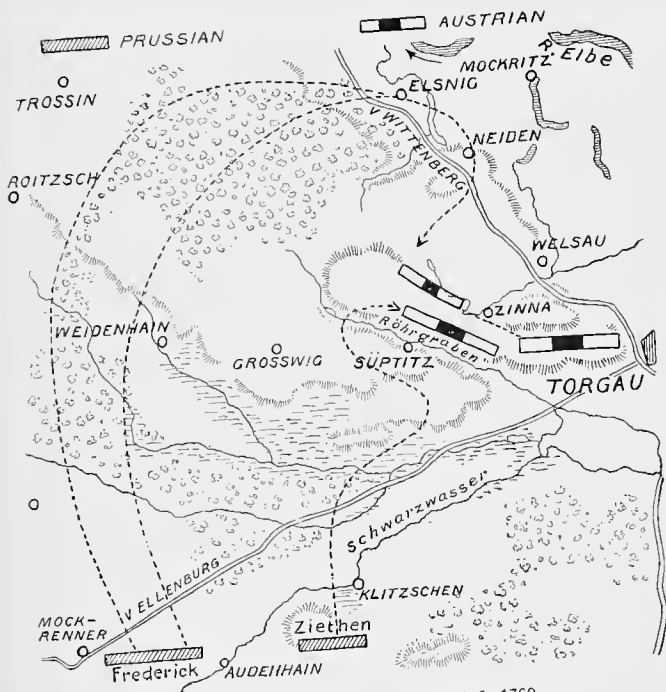 PRUSSIAN
AUSTRIAN
R. Elbe
MOCKRITZ
TROSSIN
ELSNIG
V WITTENBERG
NEIDEN
ROITZSCH
WELSAU
ZINNA
WEIDENHAIN
Röhrgraben
GROSSWIG
SÜPTITZ
TORGAU
Schwarzwasser
V ELLENBURG
KLITZSCHEN
MOCK-
RENNER
Ziethen
Frederick
AUDENHAIN
1760